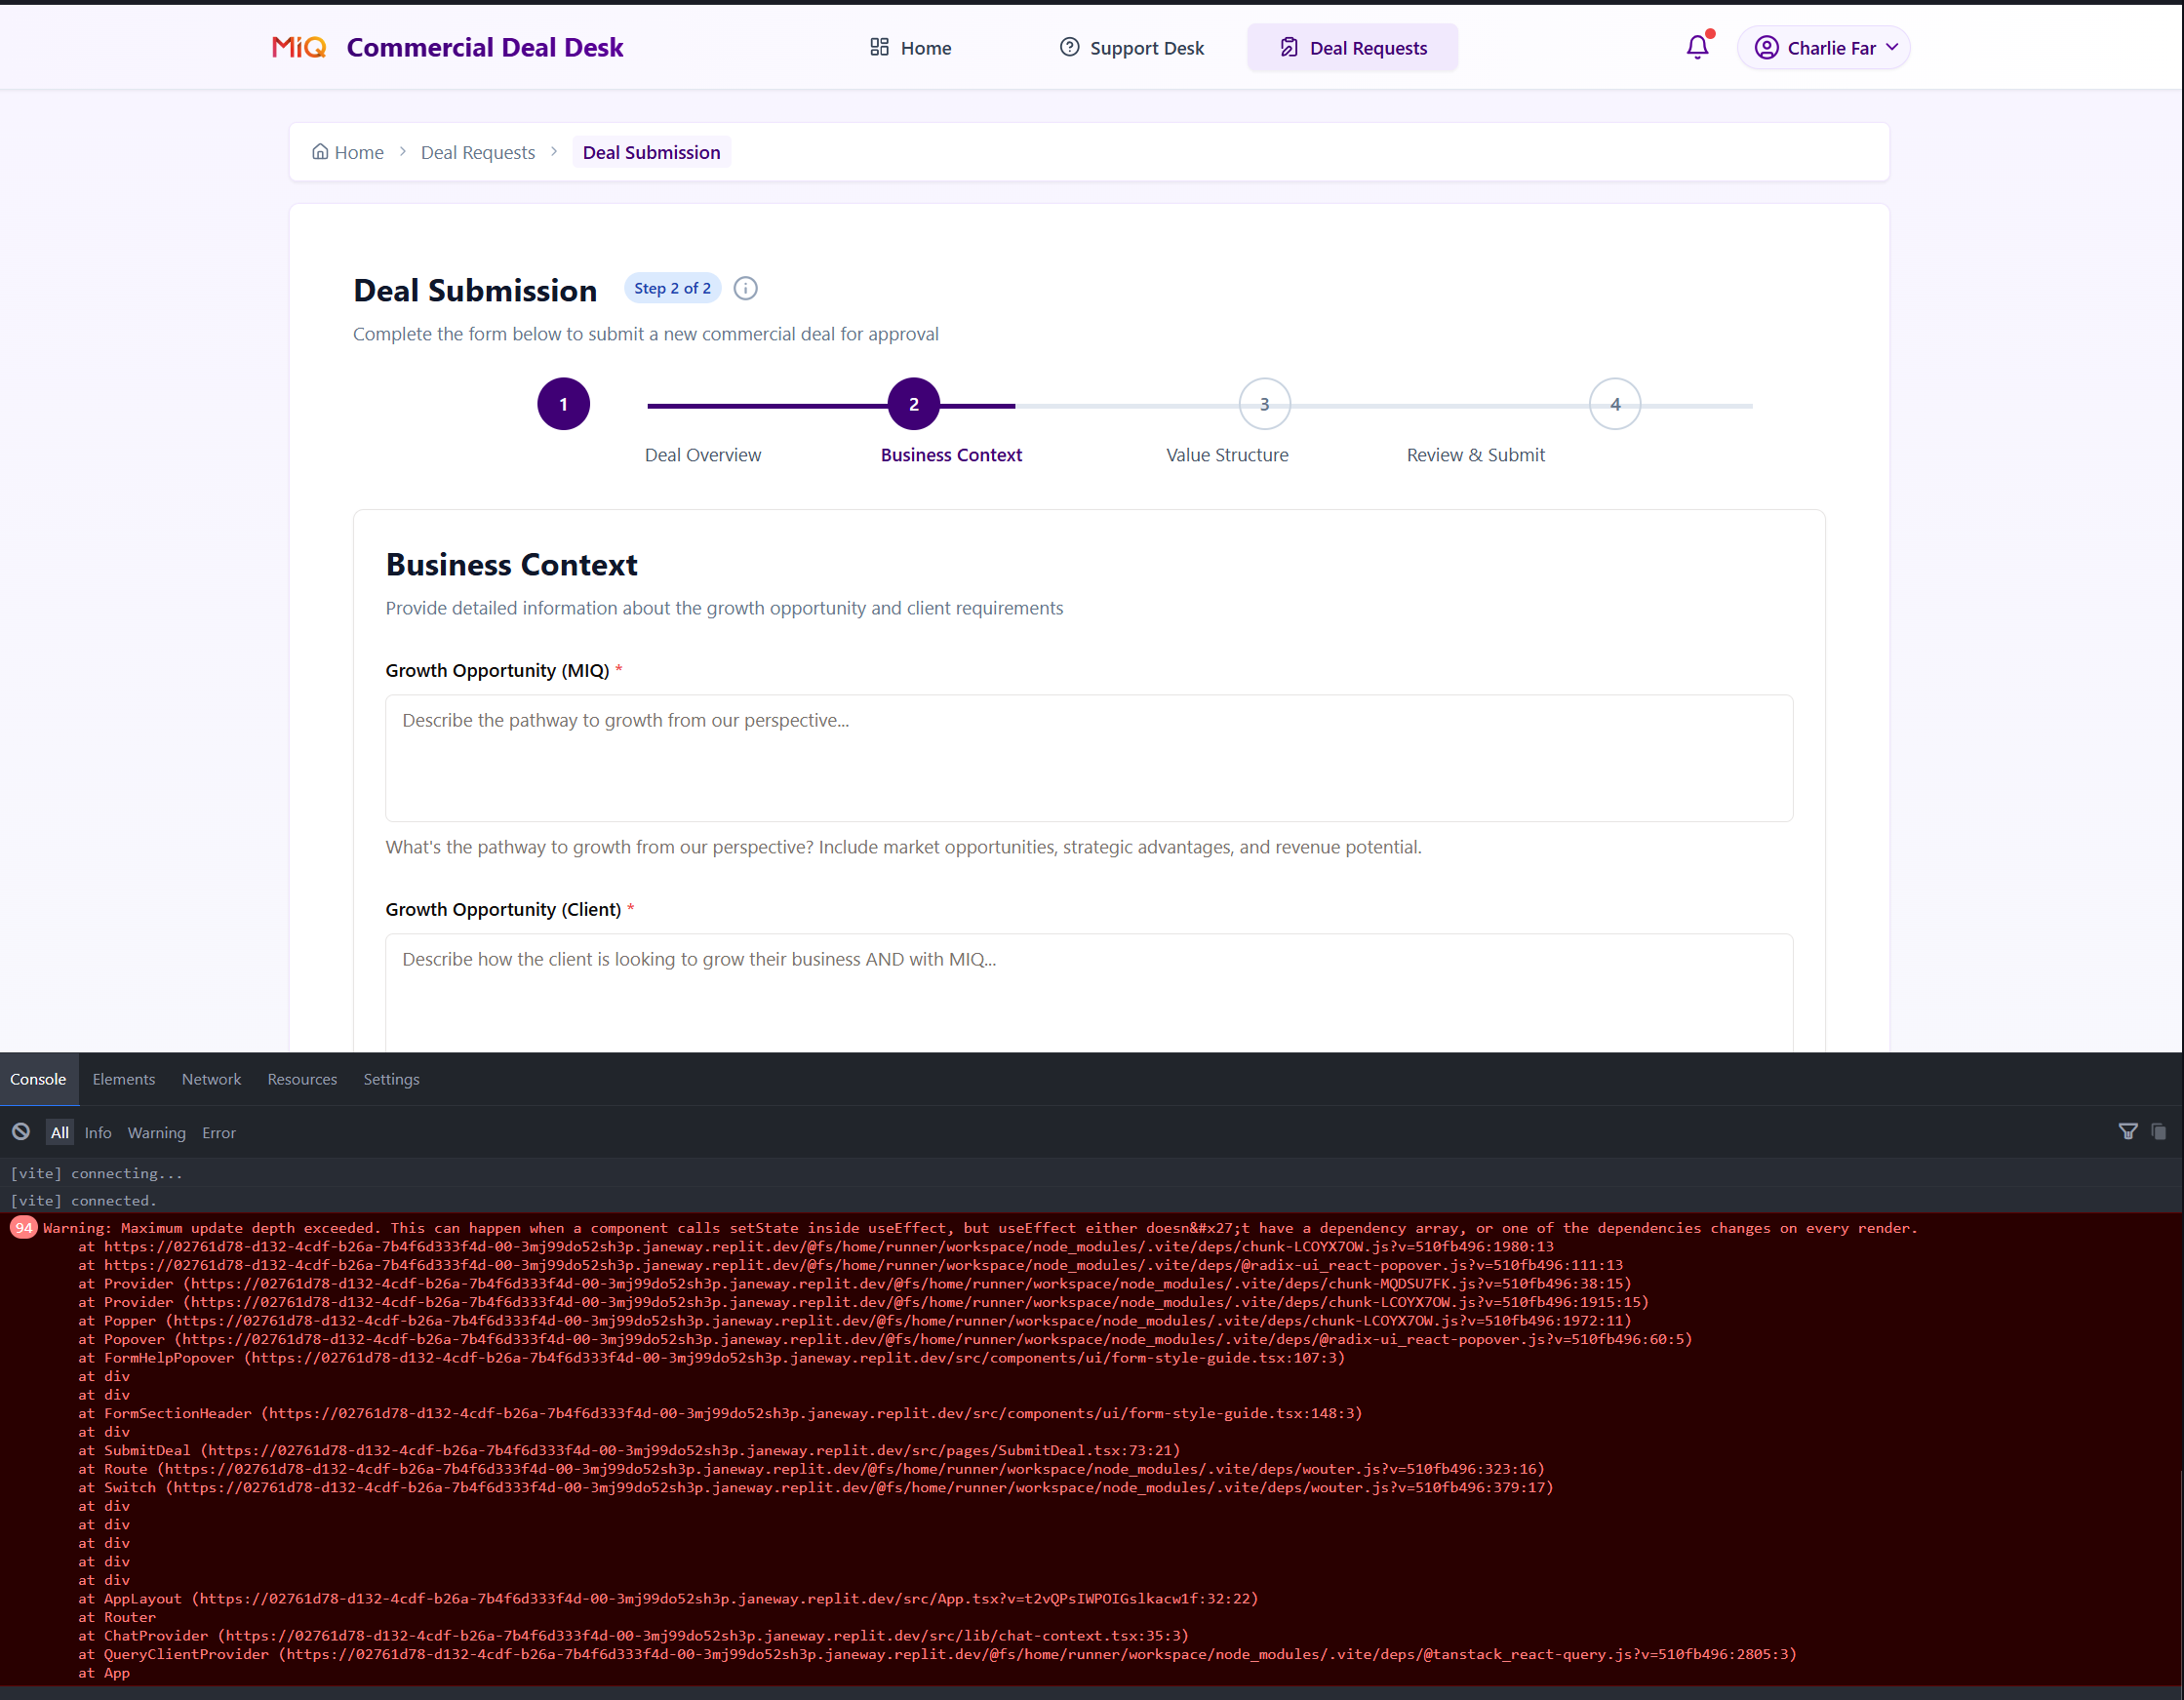 MiQ Commercial Deal Desk Home Support Desk Deal Requests Charlie Far
Home > Deal Requests > Deal Submission
Deal Submission Step 2 of 2
Complete the form below to submit a new commercial deal for approval
1 2 3 4
Deal Overview Business Context Value Structure Review & Submit
Business Context
Provide detailed information about the growth opportunity and client requirements
Growth Opportunity (MIQ) *
Describe the pathway to growth from our perspective...
What's the pathway to growth from our perspective? Include market opportunities, strategic advantages, and revenue potential.
Growth Opportunity (Client) *
Describe how the client is looking to grow their business AND with MIQ...
Console Elements Network Resources Settings
All Info Warning Error
[vite] connecting...
[vite] connected.
94 Warning: Maximum update depth exceeded. This can happen when a component calls setState inside useEffect, but useEffect either doesn&#x27;t have a dependency array, or one of the dependencies changes on every render.
at https://02761d78-d132-4cdf-b26a-7b4f6d333f4d-00-3mj99do52sh3p.janeway.replit.dev/@fs/home/runner/workspace/node_modules/.vite/deps/chunk-LCOYX7OW.js?v=510fb496:1980:13
at https://02761d78-d132-4cdf-b26a-7b4f6d333f4d-00-3mj99do52sh3p.janeway.replit.dev/@fs/home/runner/workspace/node_modules/.vite/deps/@radix-ui_react-popover.js?v=510fb496:111:13
at Provider (https://02761d78-d132-4cdf-b26a-7b4f6d333f4d-00-3mj99do52sh3p.janeway.replit.dev/@fs/home/runner/workspace/node_modules/.vite/deps/chunk-MQDSU7FK.js?v=510fb496:38:15)
at Provider (https://02761d78-d132-4cdf-b26a-7b4f6d333f4d-00-3mj99do52sh3p.janeway.replit.dev/@fs/home/runner/workspace/node_modules/.vite/deps/chunk-LCOYX7OW.js?v=510fb496:1915:15)
at Popper (https://02761d78-d132-4cdf-b26a-7b4f6d333f4d-00-3mj99do52sh3p.janeway.replit.dev/@fs/home/runner/workspace/node_modules/.vite/deps/chunk-LCOYX7OW.js?v=510fb496:1972:11)
at Popover (https://02761d78-d132-4cdf-b26a-7b4f6d333f4d-00-3mj99do52sh3p.janeway.replit.dev/@fs/home/runner/workspace/node_modules/.vite/deps/@radix-ui_react-popover.js?v=510fb496:60:5)
at FormHelpPopover (https://02761d78-d132-4cdf-b26a-7b4f6d333f4d-00-3mj99do52sh3p.janeway.replit.dev/src/components/ui/form-style-guide.tsx:107:3)
at div
at div
at FormSectionHeader (https://02761d78-d132-4cdf-b26a-7b4f6d333f4d-00-3mj99do52sh3p.janeway.replit.dev/src/components/ui/form-style-guide.tsx:148:3)
at div
at SubmitDeal (https://02761d78-d132-4cdf-b26a-7b4f6d333f4d-00-3mj99do52sh3p.janeway.replit.dev/src/pages/SubmitDeal.tsx:73:21)
at Route (https://02761d78-d132-4cdf-b26a-7b4f6d333f4d-00-3mj99do52sh3p.janeway.replit.dev/@fs/home/runner/workspace/node_modules/.vite/deps/wouter.js?v=510fb496:323:16)
at Switch (https://02761d78-d132-4cdf-b26a-7b4f6d333f4d-00-3mj99do52sh3p.janeway.replit.dev/@fs/home/runner/workspace/node_modules/.vite/deps/wouter.js?v=510fb496:379:17)
at div
at div
at div
at div
at div
at AppLayout (https://02761d78-d132-4cdf-b26a-7b4f6d333f4d-00-3mj99do52sh3p.janeway.replit.dev/src/App.tsx?v=t2vQPsIWPOIGslkacw1f:32:22)
at Router
at ChatProvider (https://02761d78-d132-4cdf-b26a-7b4f6d333f4d-00-3mj99do52sh3p.janeway.replit.dev/src/lib/chat-context.tsx:35:3)
at QueryClientProvider (https://02761d78-d132-4cdf-b26a-7b4f6d333f4d-00-3mj99do52sh3p.janeway.replit.dev/@fs/home/runner/workspace/node_modules/.vite/deps/@tanstack_react-query.js?v=510fb496:2805:3)
at App